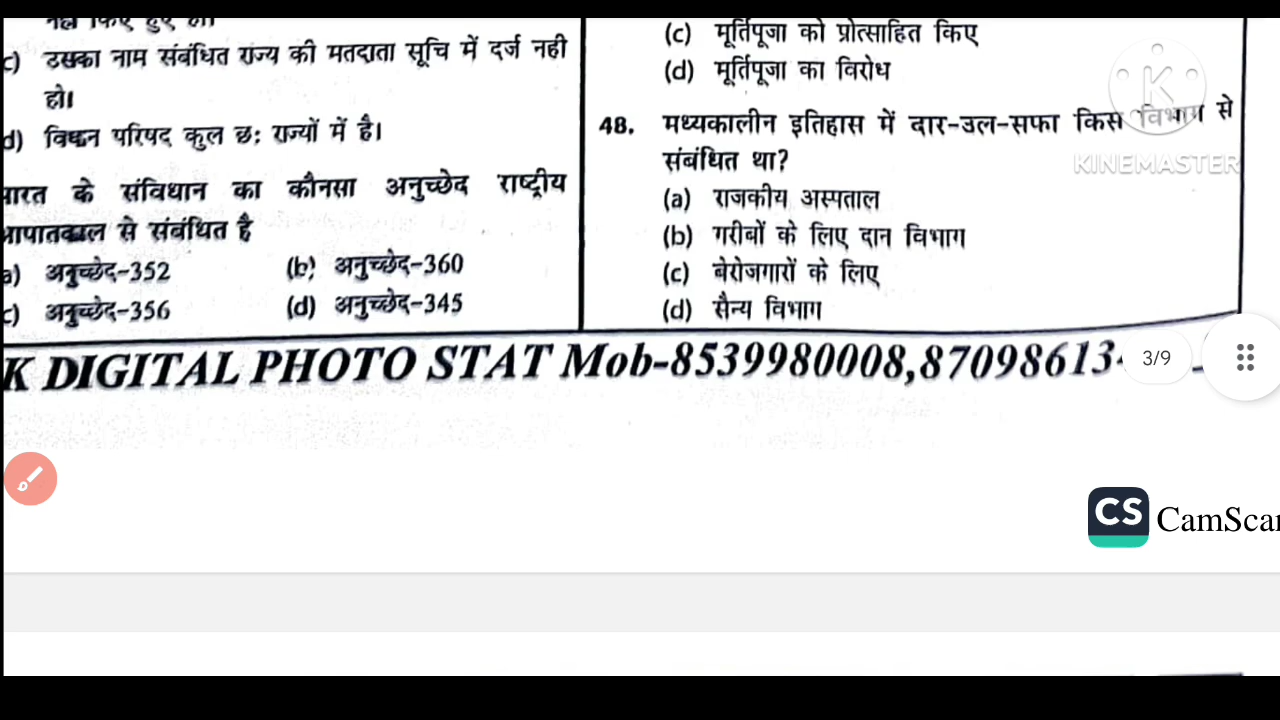 c) उसका नाम संबंधित राज्य की मतदाता सूचि में दर्ज नही
हो।
d) विधान परिषद कुल छः राज्यों में है।
भारत के संविधान का कौनसा अनुच्छेद राष्ट्रीय
आपातकाल से संबंधित है
a) अनुच्छेद-352 (b) अनुच्छेद-360
c) अनुच्छेद-356 (d) अनुच्छेद-345
(c) मूर्तिपूजा को प्रोत्साहित किए
(d) मूर्तिपूजा का विरोध
48. मध्यकालीन इतिहास में दार-उल-सफा किस विभाग से
संबंधित था?
(a) राजकीय अस्पताल
(b) गरीबों के लिए दान विभाग
(c) बेरोजगारों के लिए
(d) सैन्य विभाग
K
KINEMASTER
K DIGITAL PHOTO STAT Mob-8539980008,870986134
3/9
CS CamScan